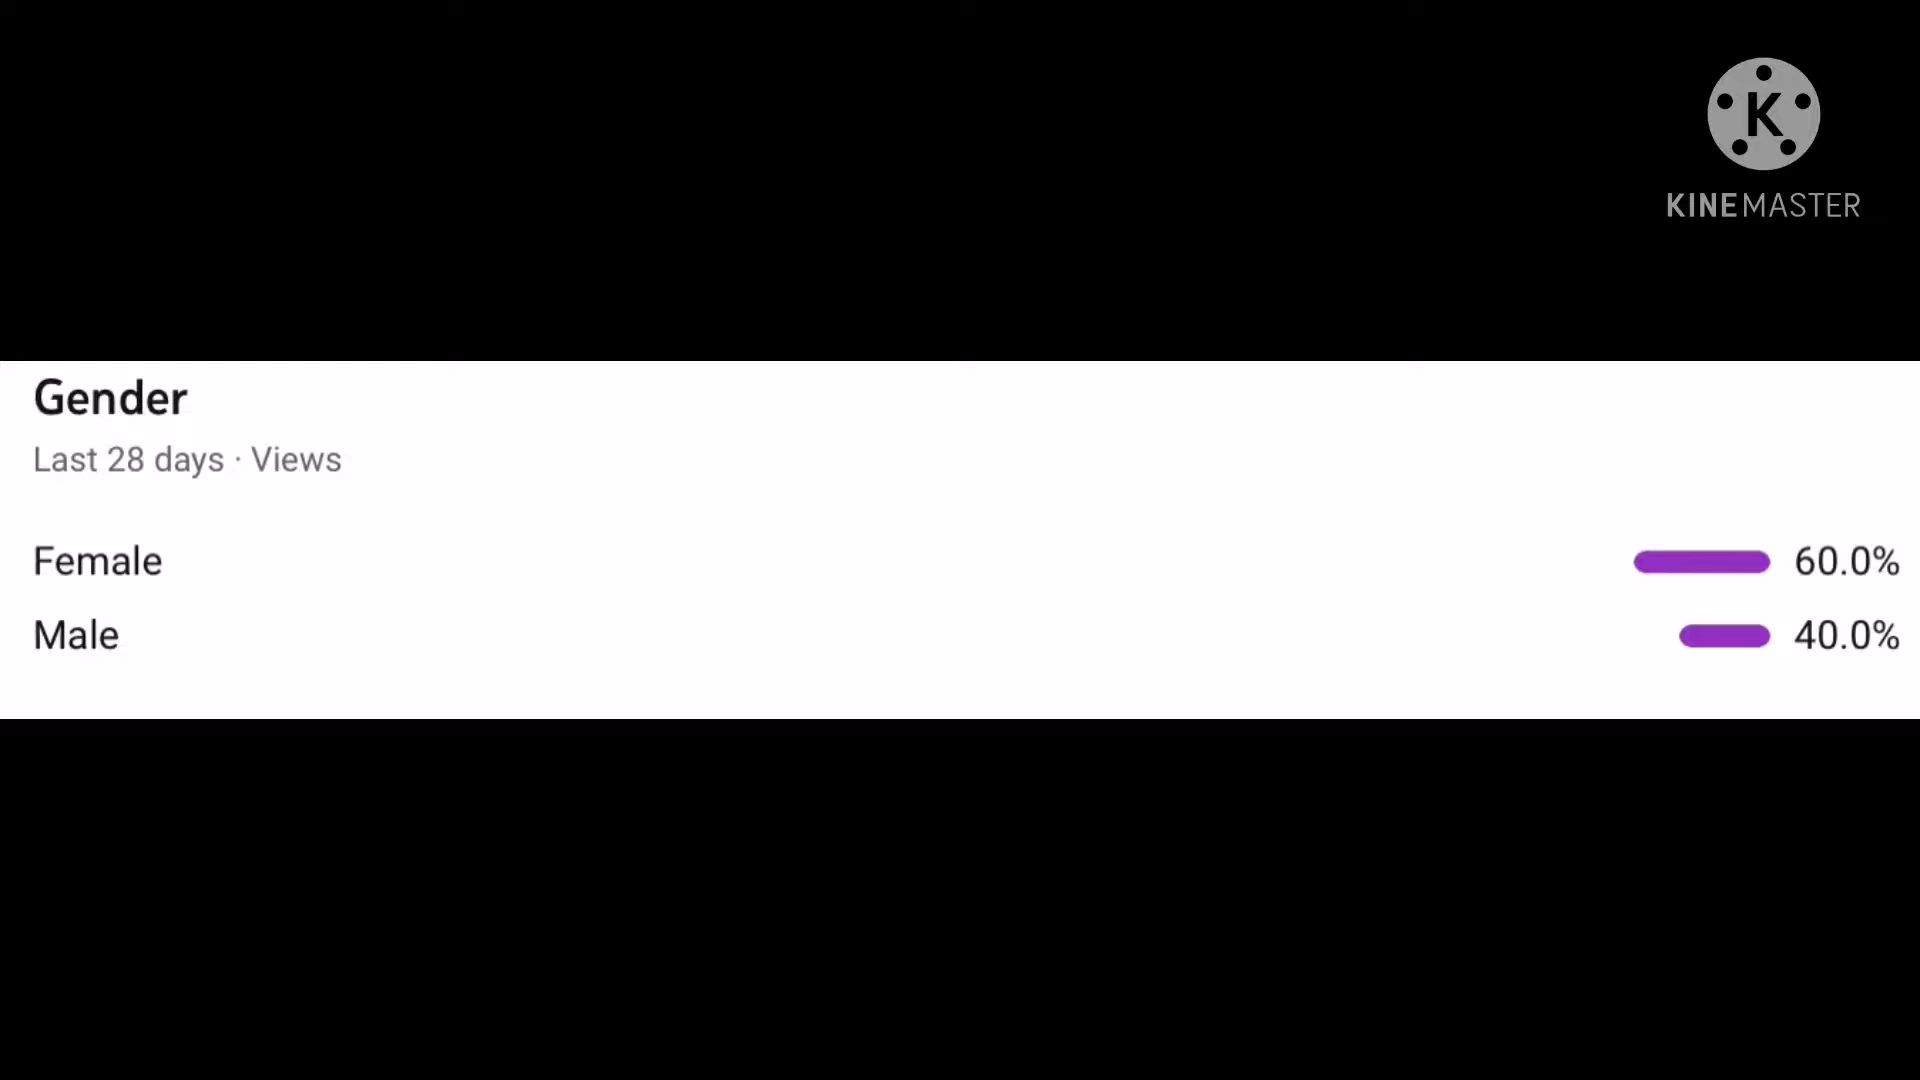 K
KINEMASTER
Gender
Last 28 days · Views
Female 60.0%
Male 40.0%